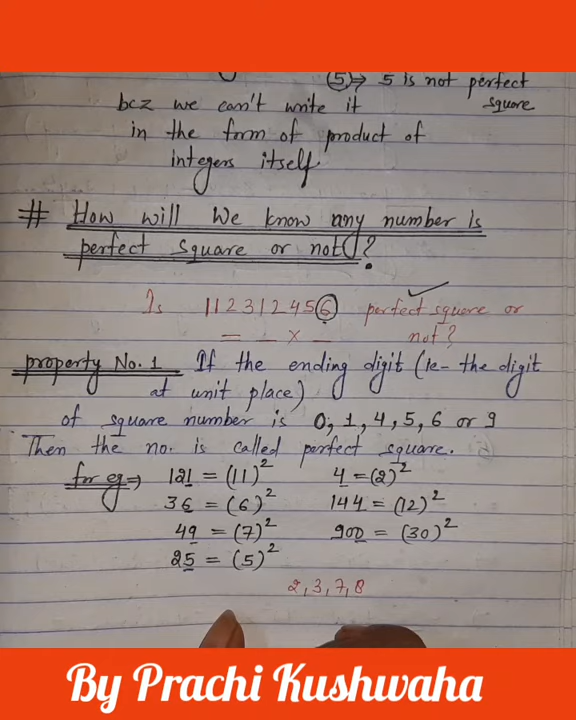 (5) ⇒ 5 is not perfect
bcz we can't write it square
in the form of product of
integers itself.
# How will We know any number is
perfect square or not ?
Is 1123124456 perfect square or
not ?
property No. 1 If the ending digit (ie- the digit
at unit place)
of square number is 0, 1, 4, 5, 6 or 9
Then the no. is called perfect square.
for eg ⇒ 121 = (11)² 4 = (2)²
36 = (6)² 144 = (12)²
49 = (7)² 900 = (30)²
25 = (5)²
2, 3, 7, 8
By Prachi Kushwaha